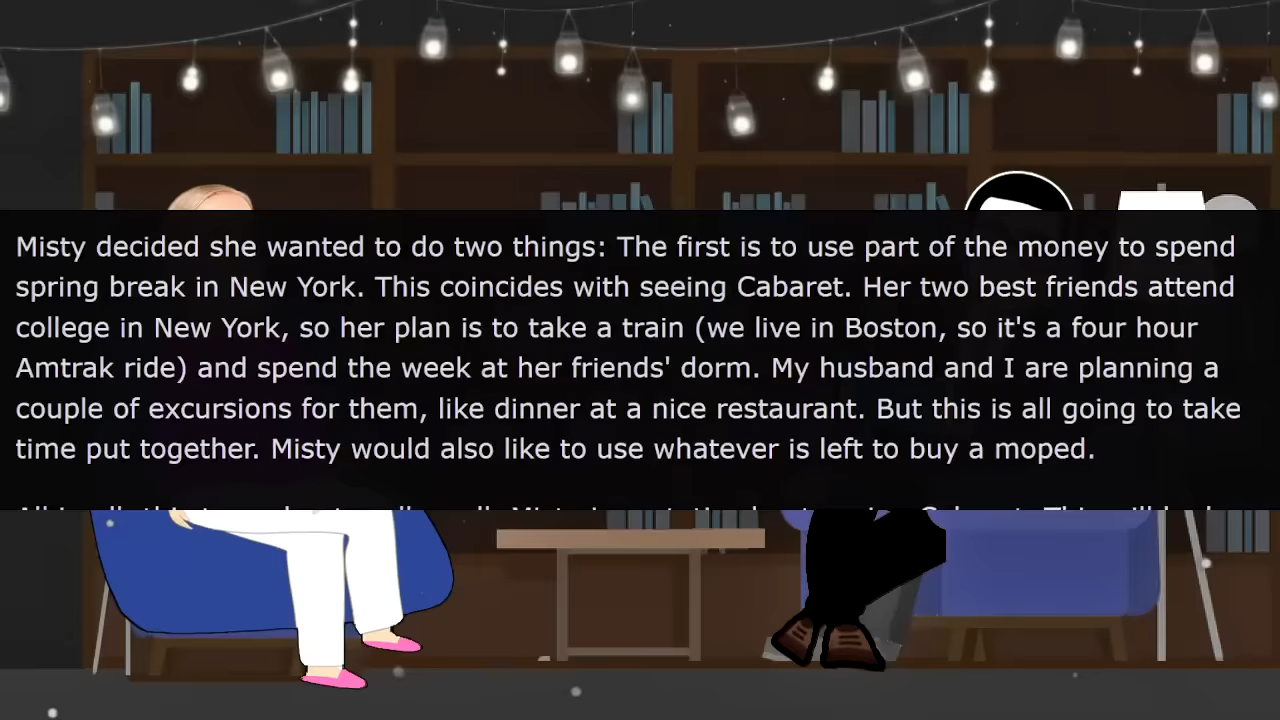 Misty decided she wanted to do two things: The first is to use part of the money to spend
spring break in New York. This coincides with seeing Cabaret. Her two best friends attend
college in New York, so her plan is to take a train (we live in Boston, so it's a four hour
Amtrak ride) and spend the week at her friends' dorm. My husband and I are planning a
couple of excursions for them, like dinner at a nice restaurant. But this is all going to take
time put together. Misty would also like to use whatever is left to buy a moped.